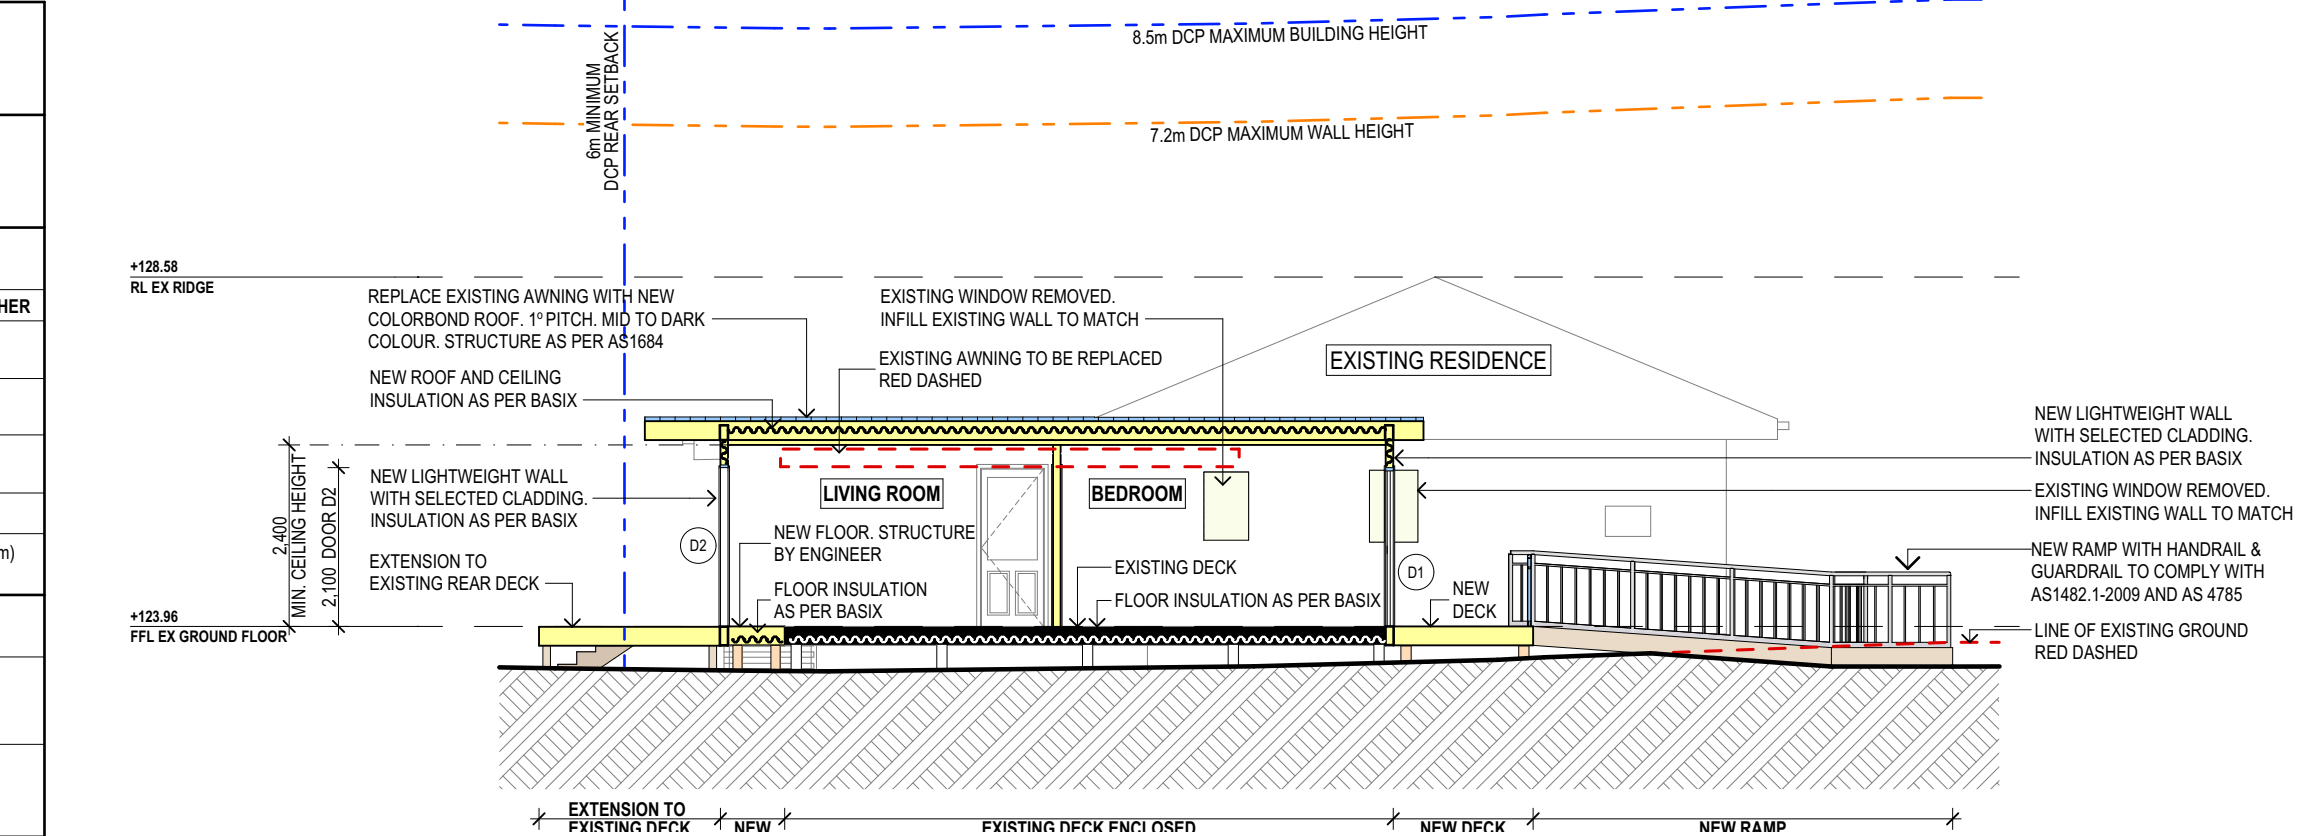 8.5m DCP MAXIMUM BUILDING HEIGHT
6m MINIMUM
DCP REAR SETBACK
7.2m DCP MAXIMUM WALL HEIGHT
+128.58
RL EX RIDGE
HER
REPLACE EXISTING AWNING WITH NEW
COLORBOND ROOF. 1º PITCH. MID TO DARK
COLOUR. STRUCTURE AS PER AS1684
NEW ROOF AND CEILING
INSULATION AS PER BASIX
EXISTING WINDOW REMOVED.
INFILL EXISTING WALL TO MATCH
EXISTING AWNING TO BE REPLACED
RED DASHED
EXISTING RESIDENCE
NEW LIGHTWEIGHT WALL
WITH SELECTED CLADDING.
INSULATION AS PER BASIX
EXISTING WINDOW REMOVED.
INFILL EXISTING WALL TO MATCH
NEW RAMP WITH HANDRAIL &
GUARDRAIL TO COMPLY WITH
AS1482.1-2009 AND AS 4785
LINE OF EXISTING GROUND
RED DASHED
2,400
MIN. CEILING HEIGHT
2,100 DOOR D2
NEW LIGHTWEIGHT WALL
WITH SELECTED CLADDING.
INSULATION AS PER BASIX
EXTENSION TO
EXISTING REAR DECK
LIVING ROOM
BEDROOM
D2
NEW FLOOR. STRUCTURE
BY ENGINEER
FLOOR INSULATION
AS PER BASIX
EXISTING DECK
FLOOR INSULATION AS PER BASIX
D1
NEW
DECK
m)
+123.96
FFL EX GROUND FLOOR
EXTENSION TO
EXISTING DECK
NEW
EXISTING DECK ENCLOSED
NEW DECK
NEW RAMP